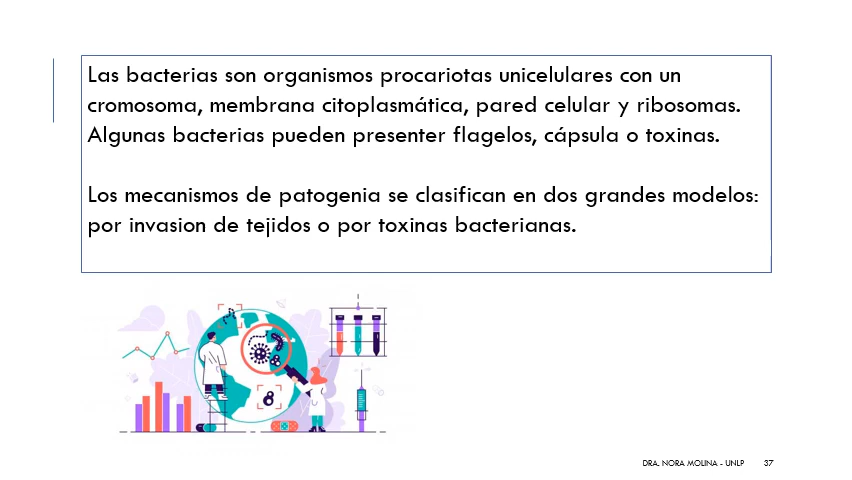 Las bacterias son organismos procariotas unicelulares con un
cromosoma, membrana citoplasmática, pared celular y ribosomas.
Algunas bacterias pueden presenter flagelos, cápsula o toxinas.
Los mecanismos de patogenia se clasifican en dos grandes modelos:
por invasion de tejidos o por toxinas bacterianas.
DRA. NORA MOLINA - UNLP 37